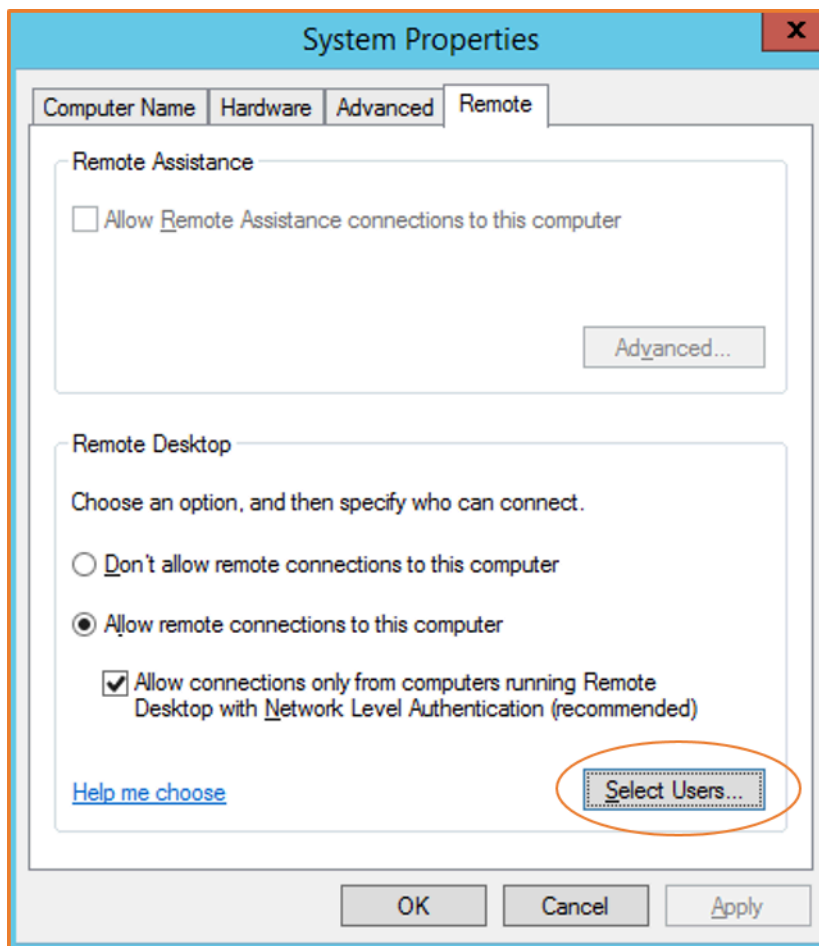 System Properties
X
Computer Name Hardware Advanced Remote
Remote Assistance
Allow Remote Assistance connections to this computer
Advanced...
Remote Desktop
Choose an option, and then specify who can connect.
Don't allow remote connections to this computer
Allow remote connections to this computer
Allow connections only from computers running Remote
Desktop with Network Level Authentication (recommended)
Help me choose Select Users...
OK Cancel Apply